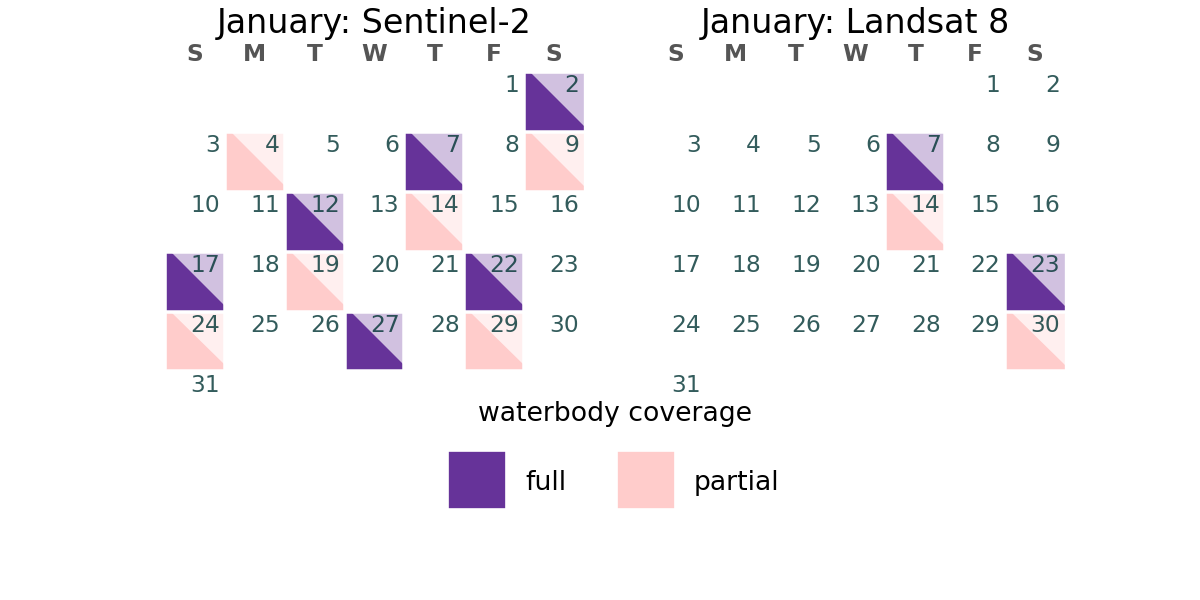 January: Sentinel-2
S M T W T F S
1 2
3 4 5 6 7 8 9
10 11 12 13 14 15 16
17 18 19 20 21 22 23
24 25 26 27 28 29 30
31
January: Landsat 8
S M T W T F S
1 2
3 4 5 6 7 8 9
10 11 12 13 14 15 16
17 18 19 20 21 22 23
24 25 26 27 28 29 30
31
waterbody coverage
full partial